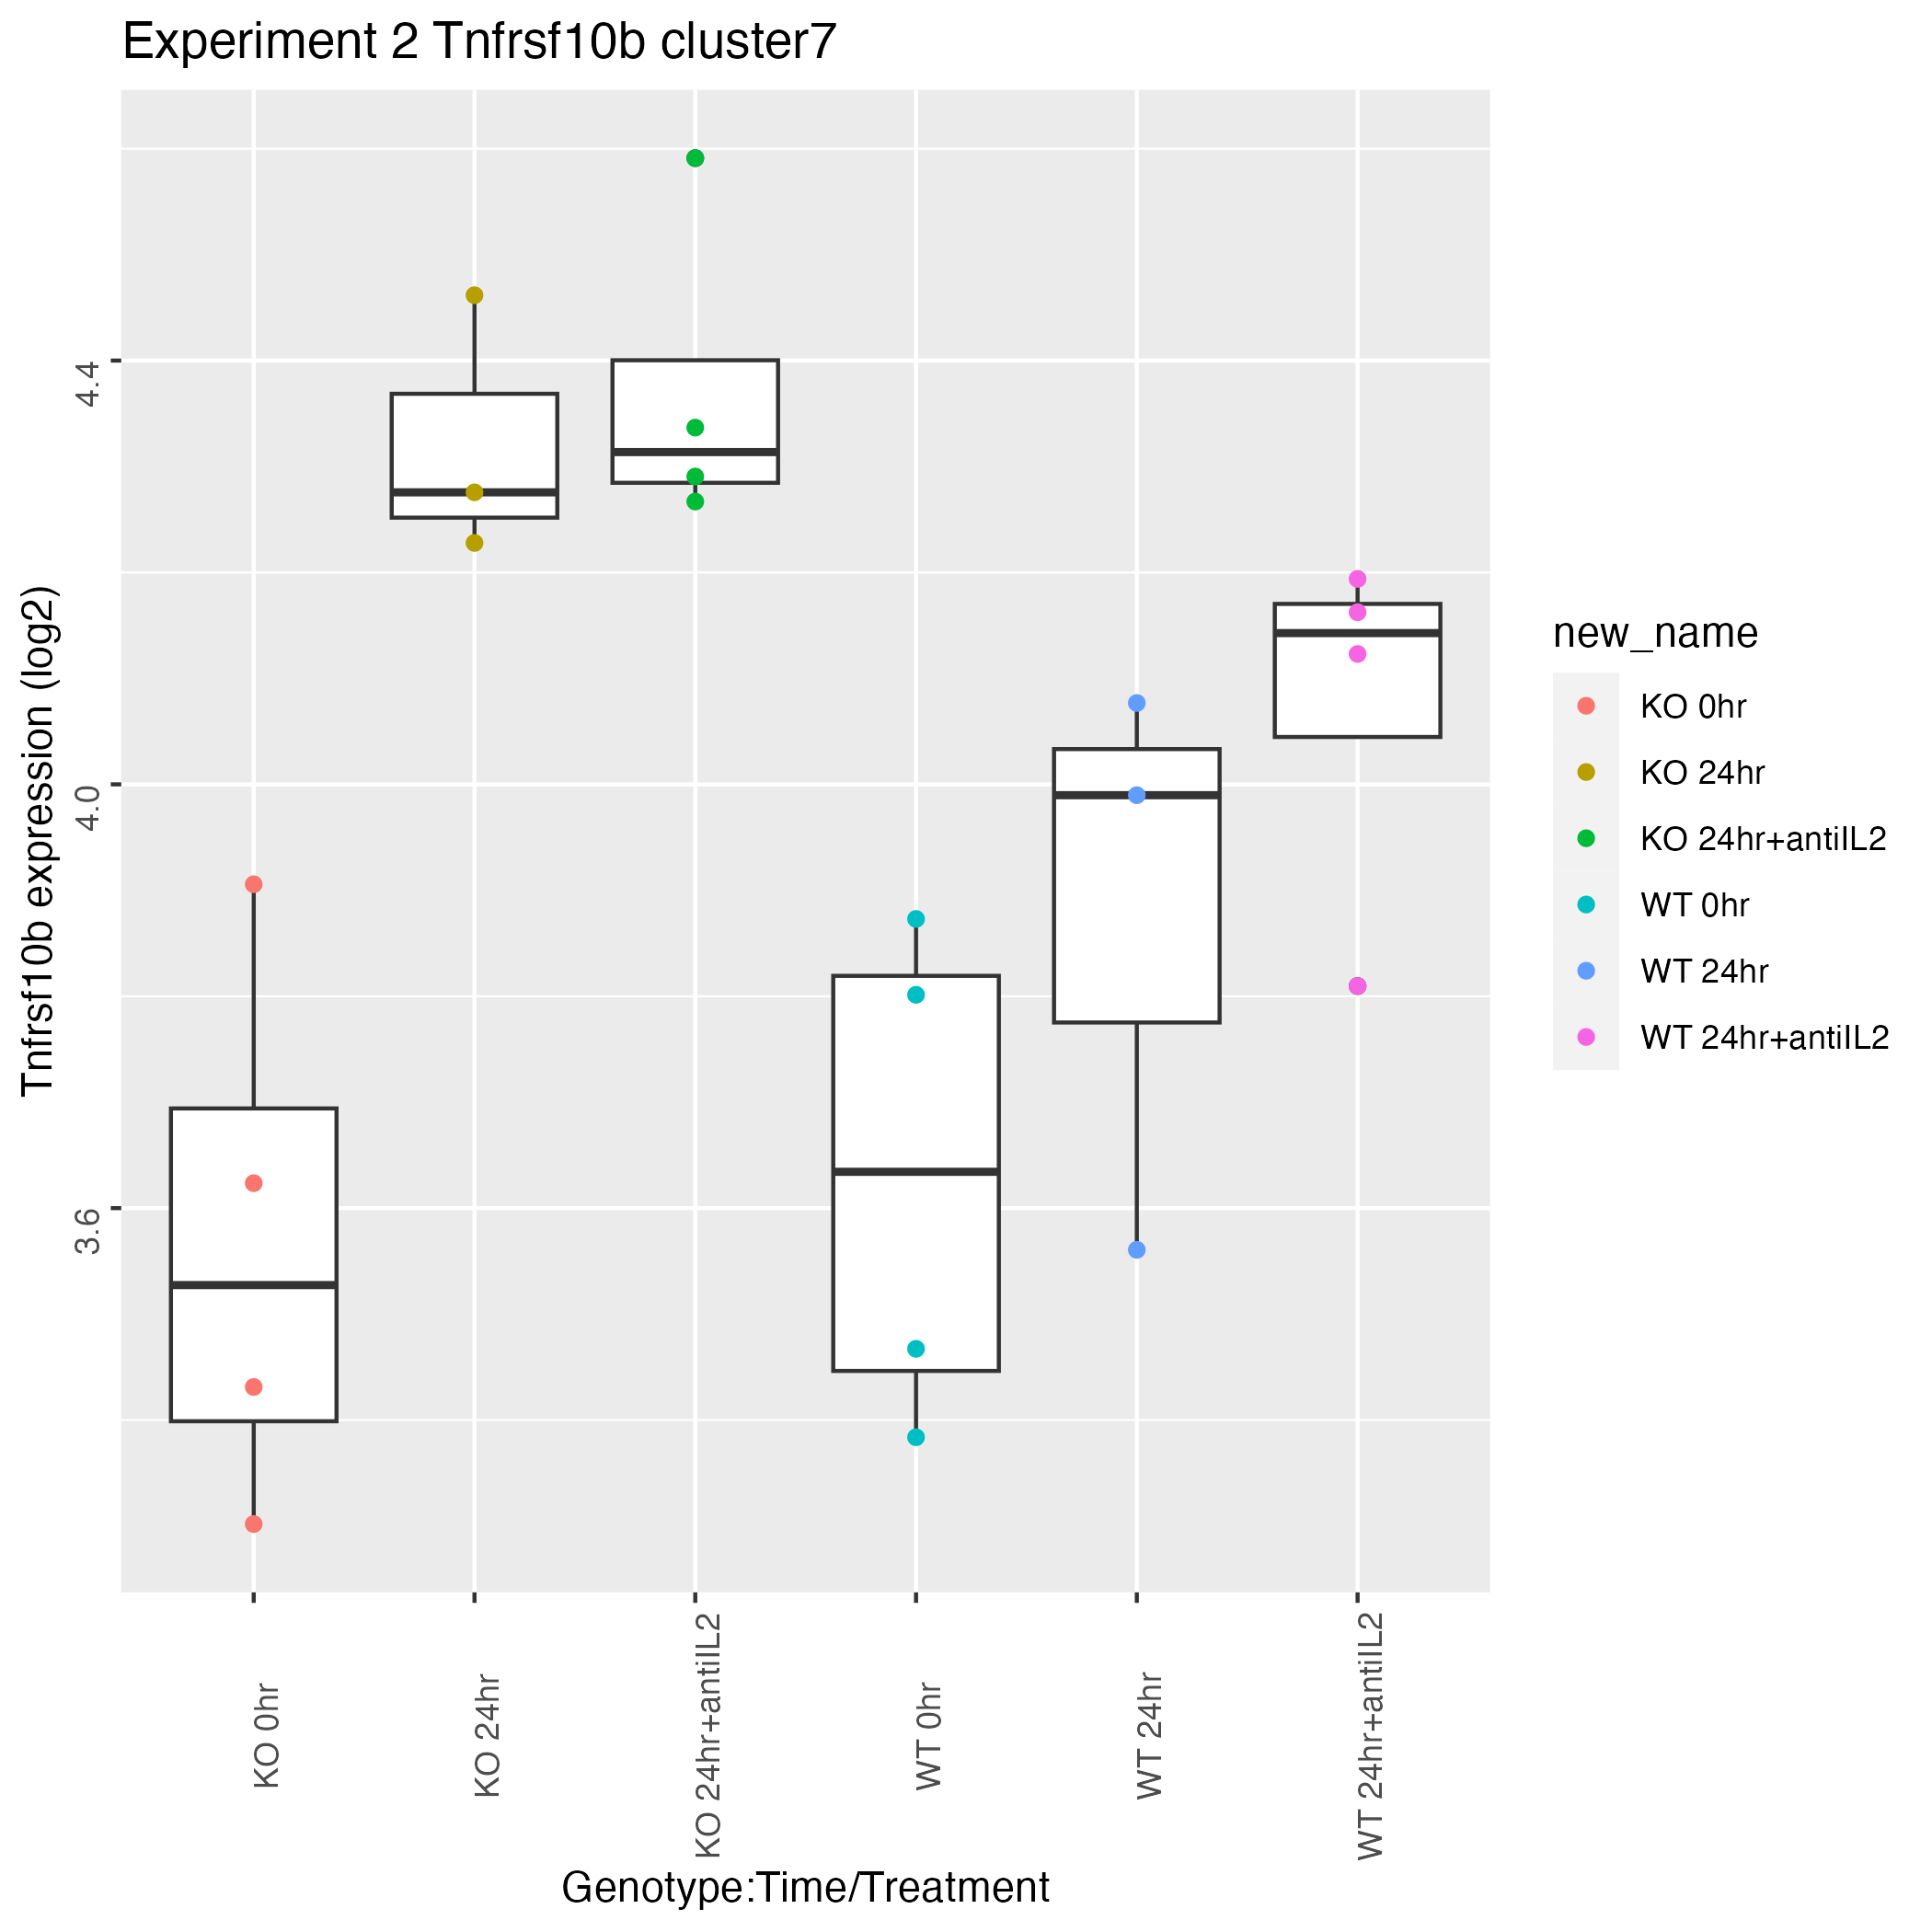 Experiment 2 Tnfrsf10b cluster7
Tnfrsf10b expression (log2)
4.4
4.0
3.6
KO 0hr
KO 24hr
KO 24hr+antiIL2
WT 0hr
WT 24hr
WT 24hr+antiIL2
Genotype:Time/Treatment
new_name
KO 0hr
KO 24hr
KO 24hr+antiIL2
WT 0hr
WT 24hr
WT 24hr+antiIL2